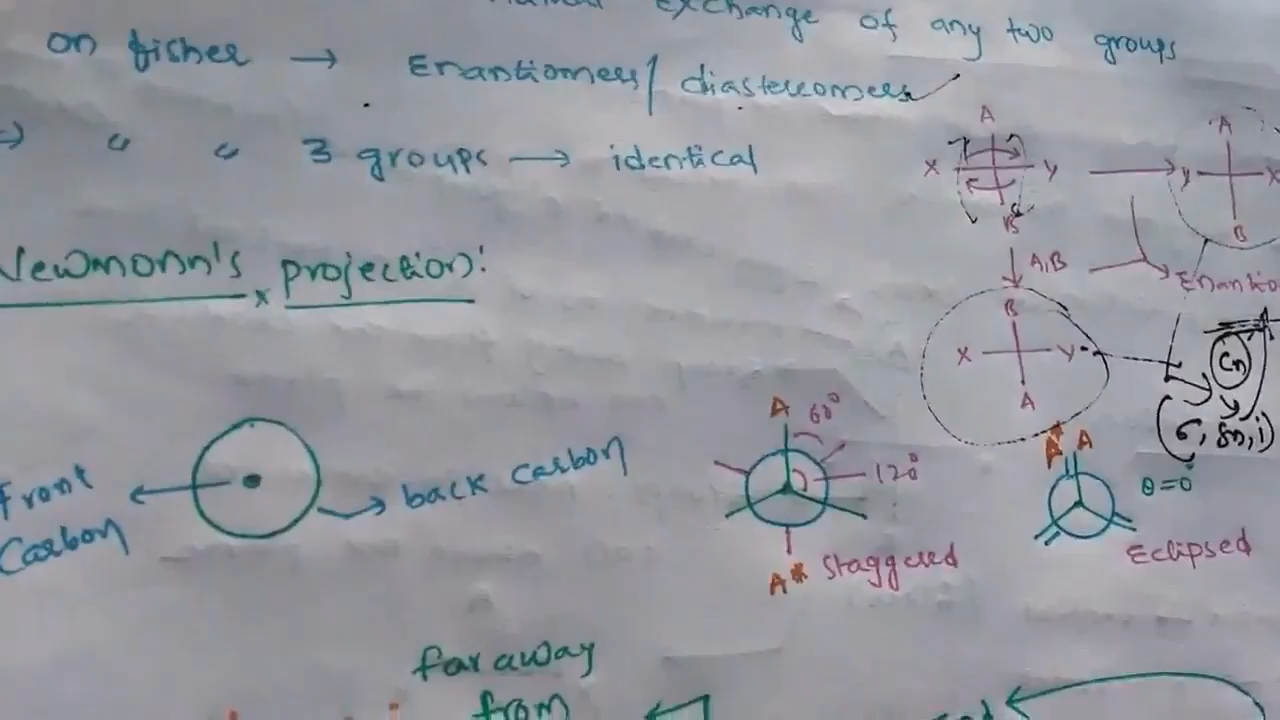 exchange of any two groups
on fisher → Enantiomers/ diastereomers
→ " " 3 groups → identical
A
X Y
B
A
y X
B
A,B
Enantio
B
X Y
A
Cn
(σ, Sn, i)
Newmann's projection:
Front Carbon
back carbon
A 60°
120°
A* Staggered
A* A
θ=0°
Eclipsed
far away
from